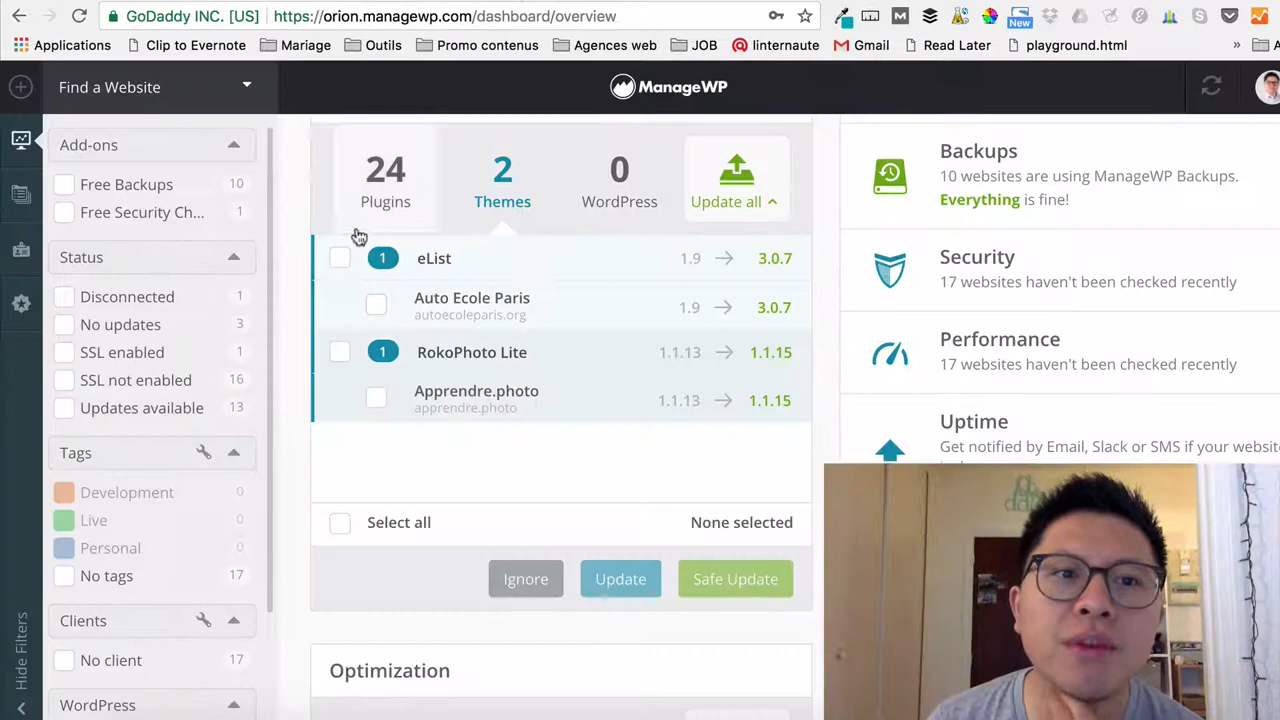 GoDaddy INC. [US] https://orion.managewp.com/dashboard/overview
New
Applications Clip to Evernote Mariage Outils Promo contenus Agences web JOB linternaute Gmail Read Later playground.html »
Find a Website
ManageWP
Add-ons
Free Backups 10
Free Security Ch... 1
Status
Disconnected 1
No updates 3
SSL enabled 1
SSL not enabled 16
Updates available 13
Tags
Development 0
Live 0
Personal 0
No tags 17
Clients
No client 17
WordPress
Hide Filters
24 Plugins
2 Themes
0 WordPress
Update all
1 eList 1.9 → 3.0.7
Auto Ecole Paris 1.9 → 3.0.7
autoecoleparis.org
1 RokoPhoto Lite 1.1.13 → 1.1.15
Apprendre.photo 1.1.13 → 1.1.15
apprendre.photo
Select all None selected
Ignore Update Safe Update
Optimization
Backups
10 websites are using ManageWP Backups.
Everything is fine!
Security
17 websites haven't been checked recently
Performance
17 websites haven't been checked recently
Uptime
Get notified by Email, Slack or SMS if your website